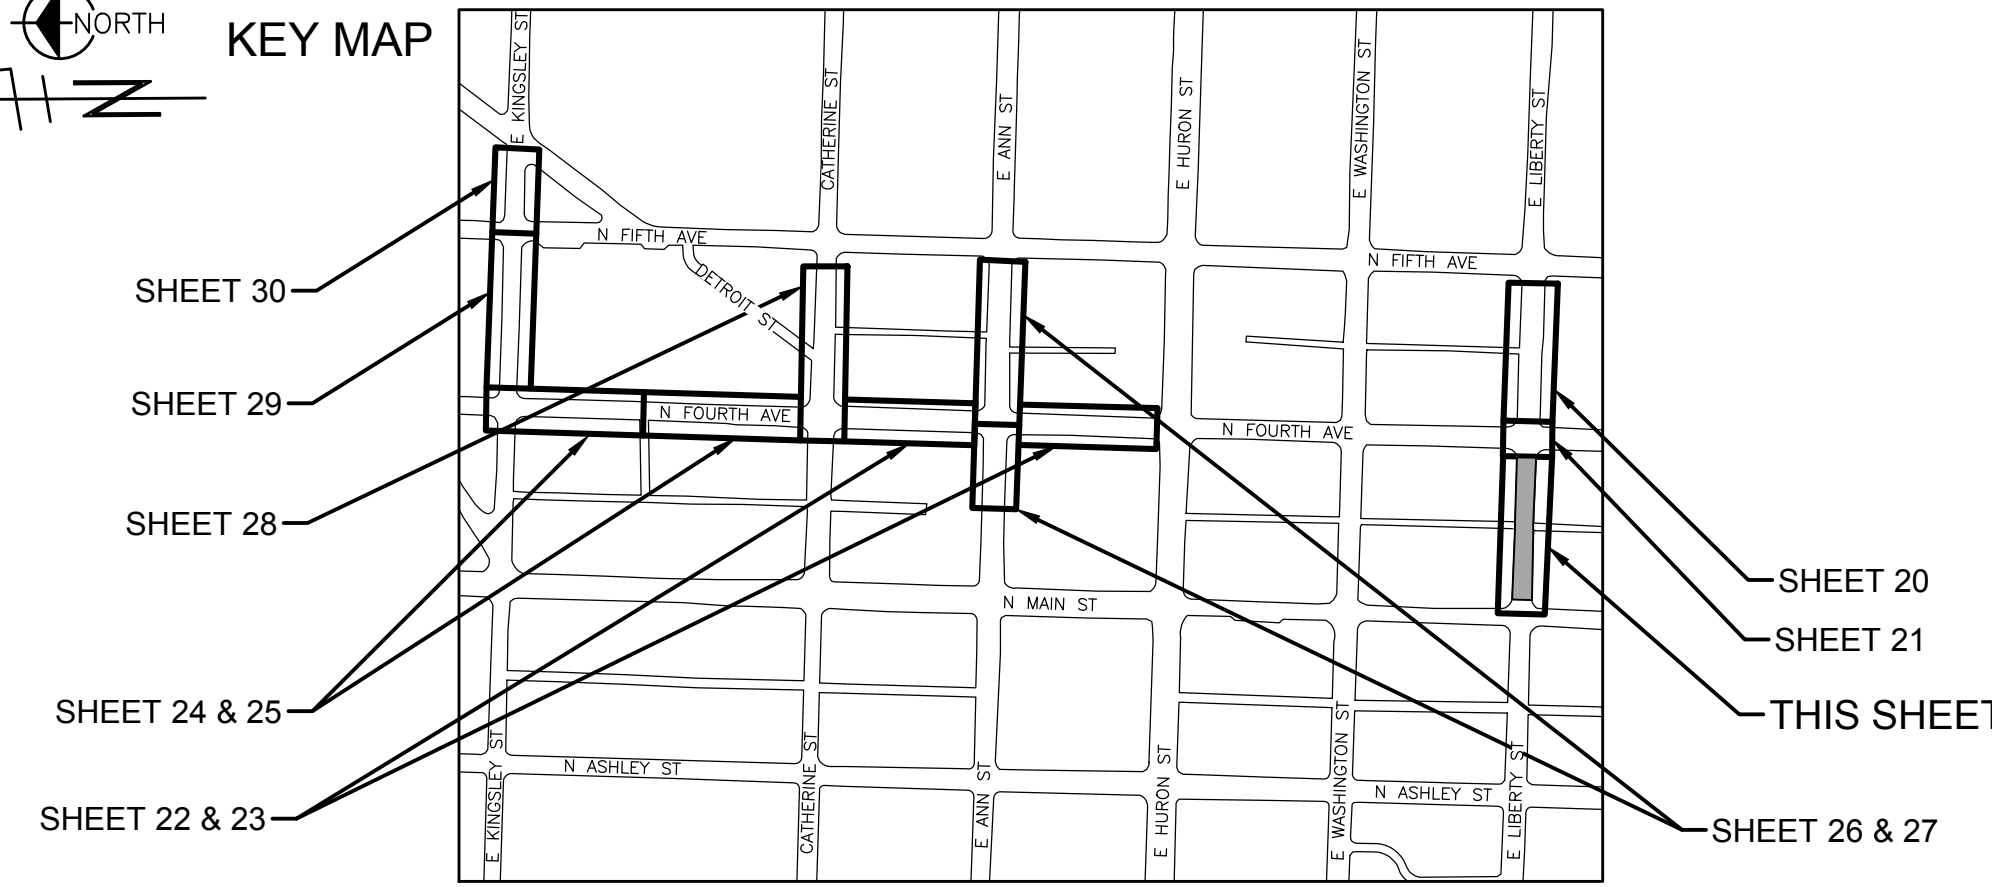 NORTH
KEY MAP
E KINGSLEY ST
CATHERINE ST
E ANN ST
E HURON ST
E WASHINGTON ST
E LIBERTY ST
N FIFTH AVE
N FIFTH AVE
DETROIT ST
SHEET 30
SHEET 29
SHEET 28
N FOURTH AVE
N FOURTH AVE
SHEET 20
SHEET 21
N MAIN ST
SHEET 24 & 25
THIS SHEET
SHEET 22 & 23
SHEET 26 & 27
N ASHLEY ST
N ASHLEY ST
E KINGSLEY ST
CATHERINE ST
E ANN ST
E HURON ST
E WASHINGTON ST
E LIBERTY ST